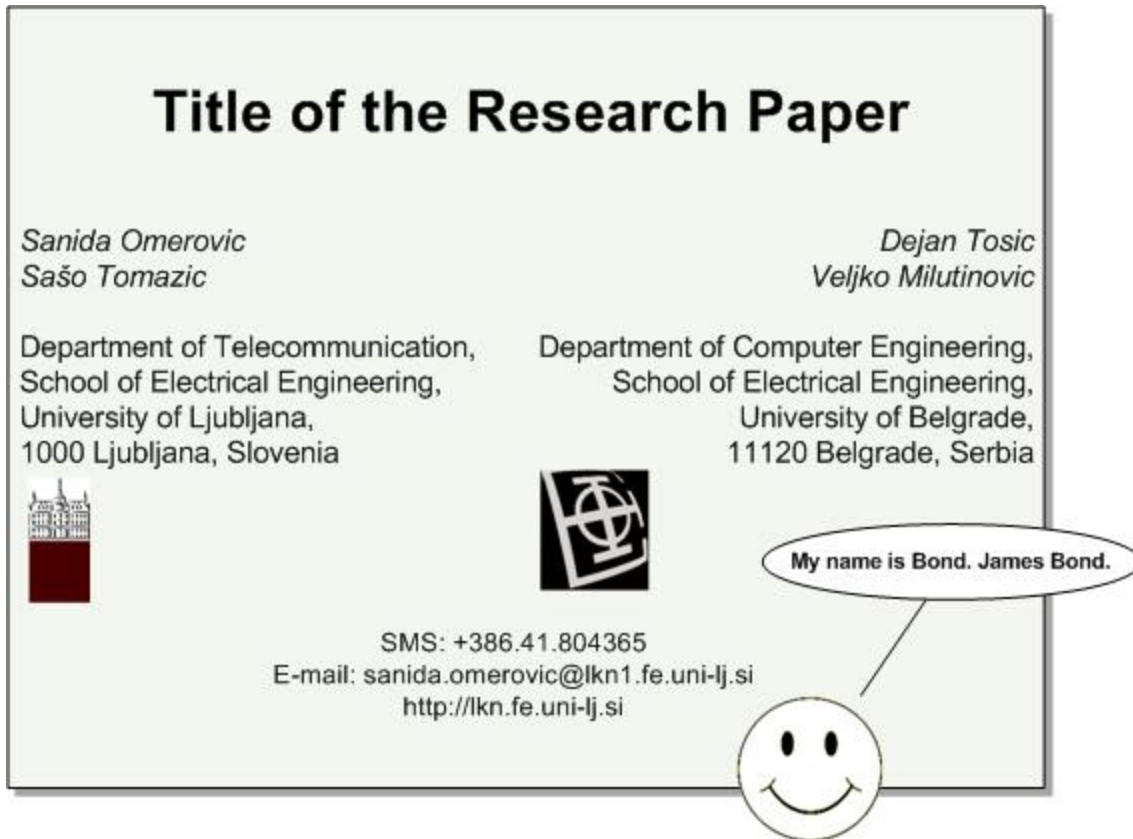 Title of the Research Paper
Sanida Omerovic
Sašo Tomazic
Department of Telecommunication,
School of Electrical Engineering,
University of Ljubljana,
1000 Ljubljana, Slovenia
Dejan Tosic
Veljko Milutinovic
Department of Computer Engineering,
School of Electrical Engineering,
University of Belgrade,
11120 Belgrade, Serbia
My name is Bond. James Bond.
SMS: +386.41.804365
E-mail: sanida.omerovic@lkn1.fe.uni-lj.si
http://lkn.fe.uni-lj.si